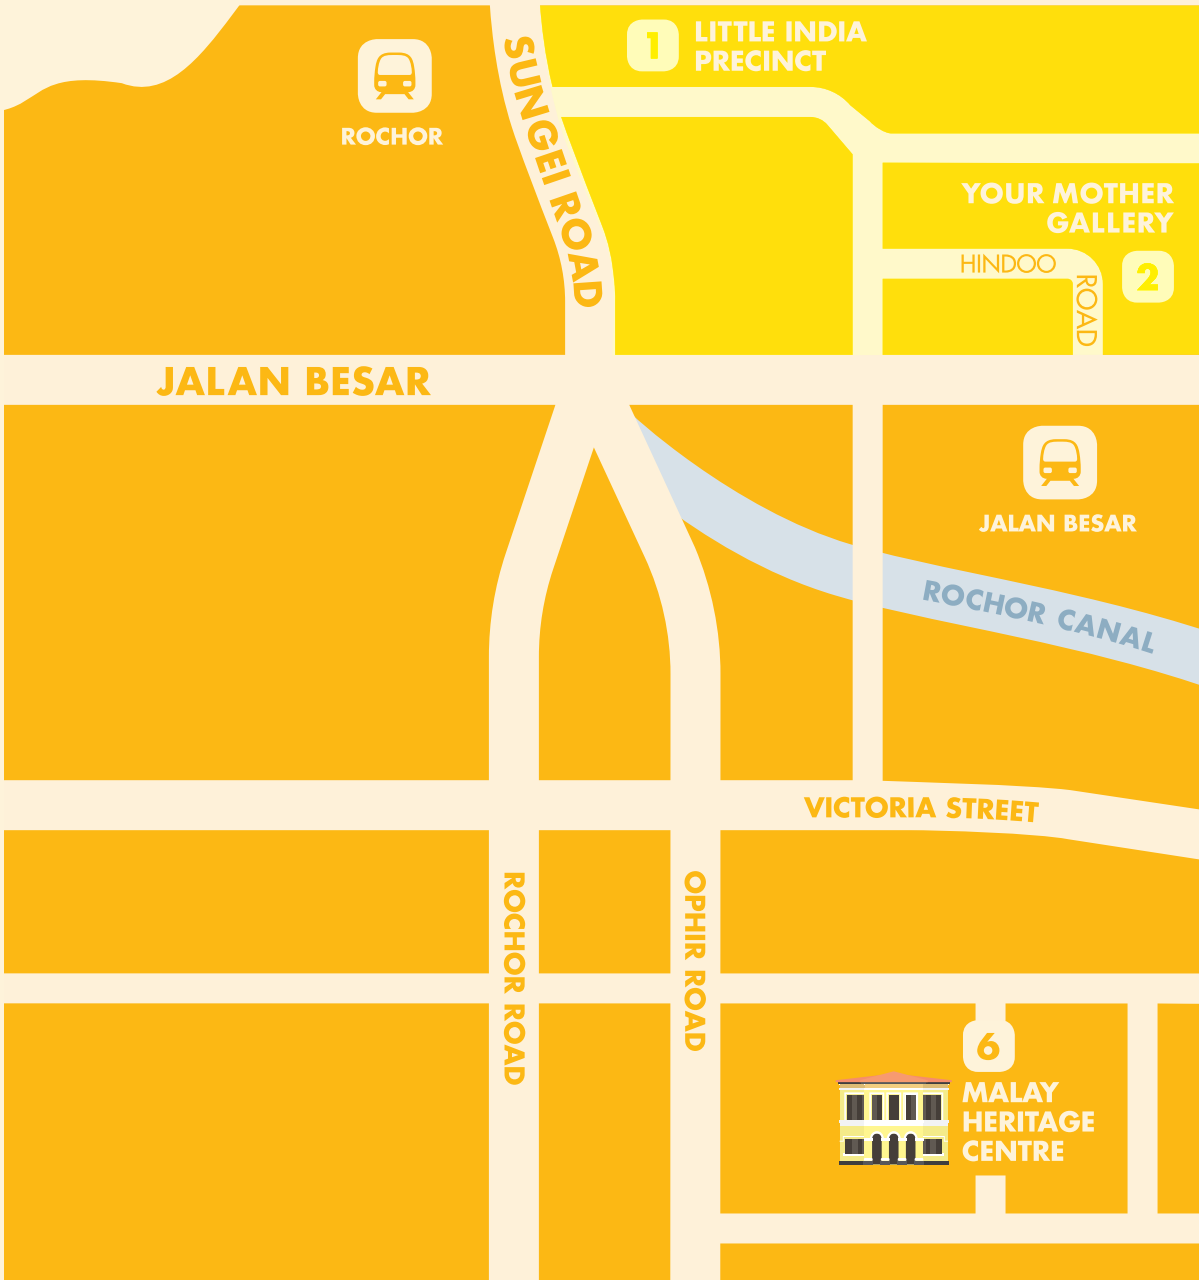 1
LITTLE INDIA
PRECINCT
SUNGEI ROAD
ROCHOR
YOUR MOTHER
GALLERY
HINDOO
ROAD
2
JALAN BESAR
JALAN BESAR
ROCHOR CANAL
VICTORIA STREET
ROCHOR ROAD
OPHIR ROAD
6
MALAY
HERITAGE
CENTRE